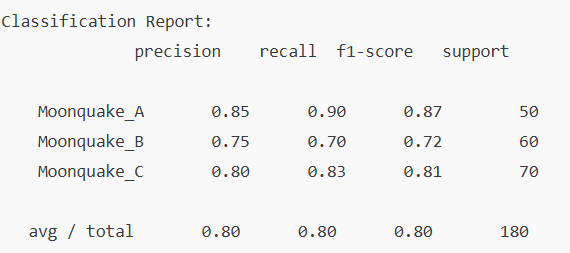 Classification Report:
precision recall f1-score support
Moonquake_A 0.85 0.90 0.87 50
Moonquake_B 0.75 0.70 0.72 60
Moonquake_C 0.80 0.83 0.81 70
avg / total 0.80 0.80 0.80 180